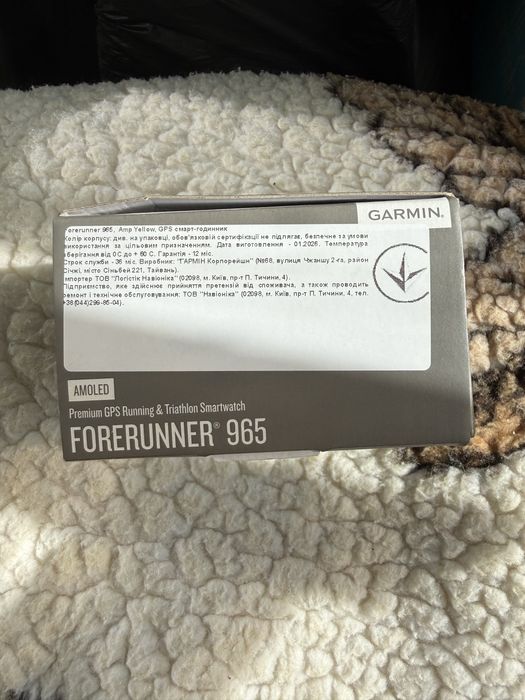 GARMIN®
Forerunner 965, Amp Yellow, GPS смарт-годинник
Колір корпусу: див. на упаковці, обов'язковій сертифікації не підлягає, безпечне за умови
використання за цільовим призначенням. Дата виготовлення - 01.2026. Температура
зберігання від 0 С до + 60 С. Гарантія - 12 міс.
Строк служби - 36 міс. Виробник: "ГАРМІН Корпорейшн" (№68, вулиця Чжаншу 2-га, район
Січжі, місто Сіньбей 221, Тайвань).
Імпортер ТОВ "Логістік Навіоніка" (02098, м. Київ, пр-т П. Тичини, 4).
Підприємство, яке здійснює прийняття претензій від споживача, а також проводить
ремонт і технічне обслуговування: ТОВ "Навіоніка" (02098, м. Київ, пр-т П. Тичини, 4, тел.
+38(044)299-85-04).
AMOLED
Premium GPS Running & Triathlon Smartwatch
FORERUNNER® 965